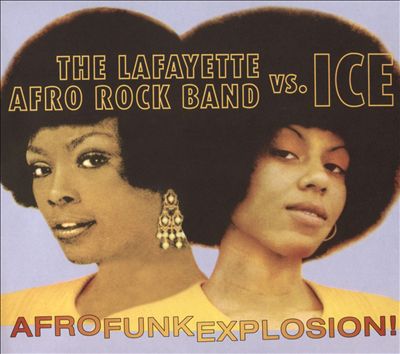 THE LAFAYETTE
AFRO ROCK BAND vs. ICE
AFROFUNKEXPLOSION!